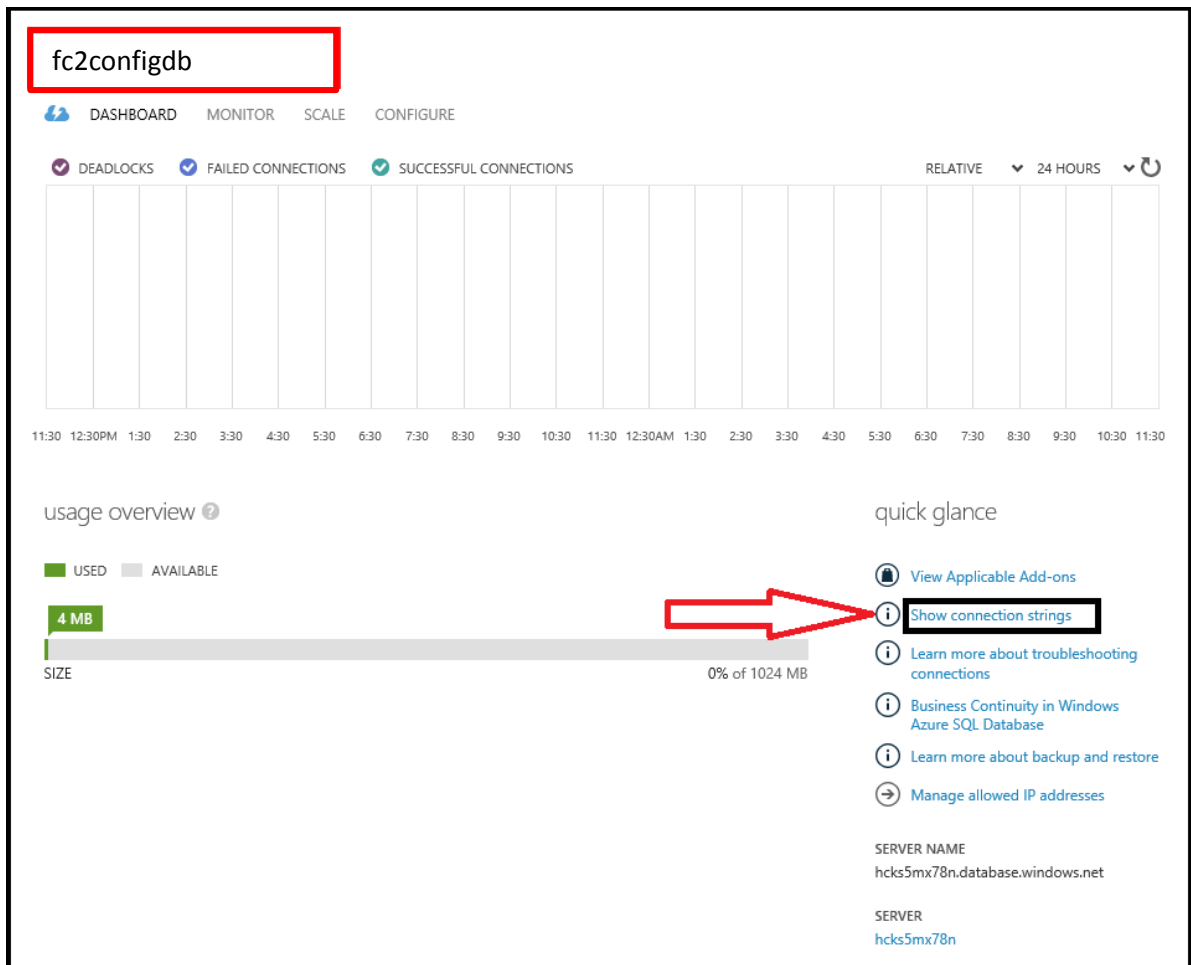 fc2configdb
DASHBOARD MONITOR SCALE CONFIGURE
DEADLOCKS FAILED CONNECTIONS SUCCESSFUL CONNECTIONS RELATIVE 24 HOURS
11:30 12:30PM 1:30 2:30 3:30 4:30 5:30 6:30 7:30 8:30 9:30 10:30 11:30 12:30AM 1:30 2:30 3:30 4:30 5:30 6:30 7:30 8:30 9:30 10:30 11:30
usage overview ?
USED AVAILABLE
4 MB
SIZE 0% of 1024 MB
quick glance
View Applicable Add-ons
Show connection strings
Learn more about troubleshooting
connections
Business Continuity in Windows
Azure SQL Database
Learn more about backup and restore
Manage allowed IP addresses
SERVER NAME
hcks5mx78n.database.windows.net
SERVER
hcks5mx78n